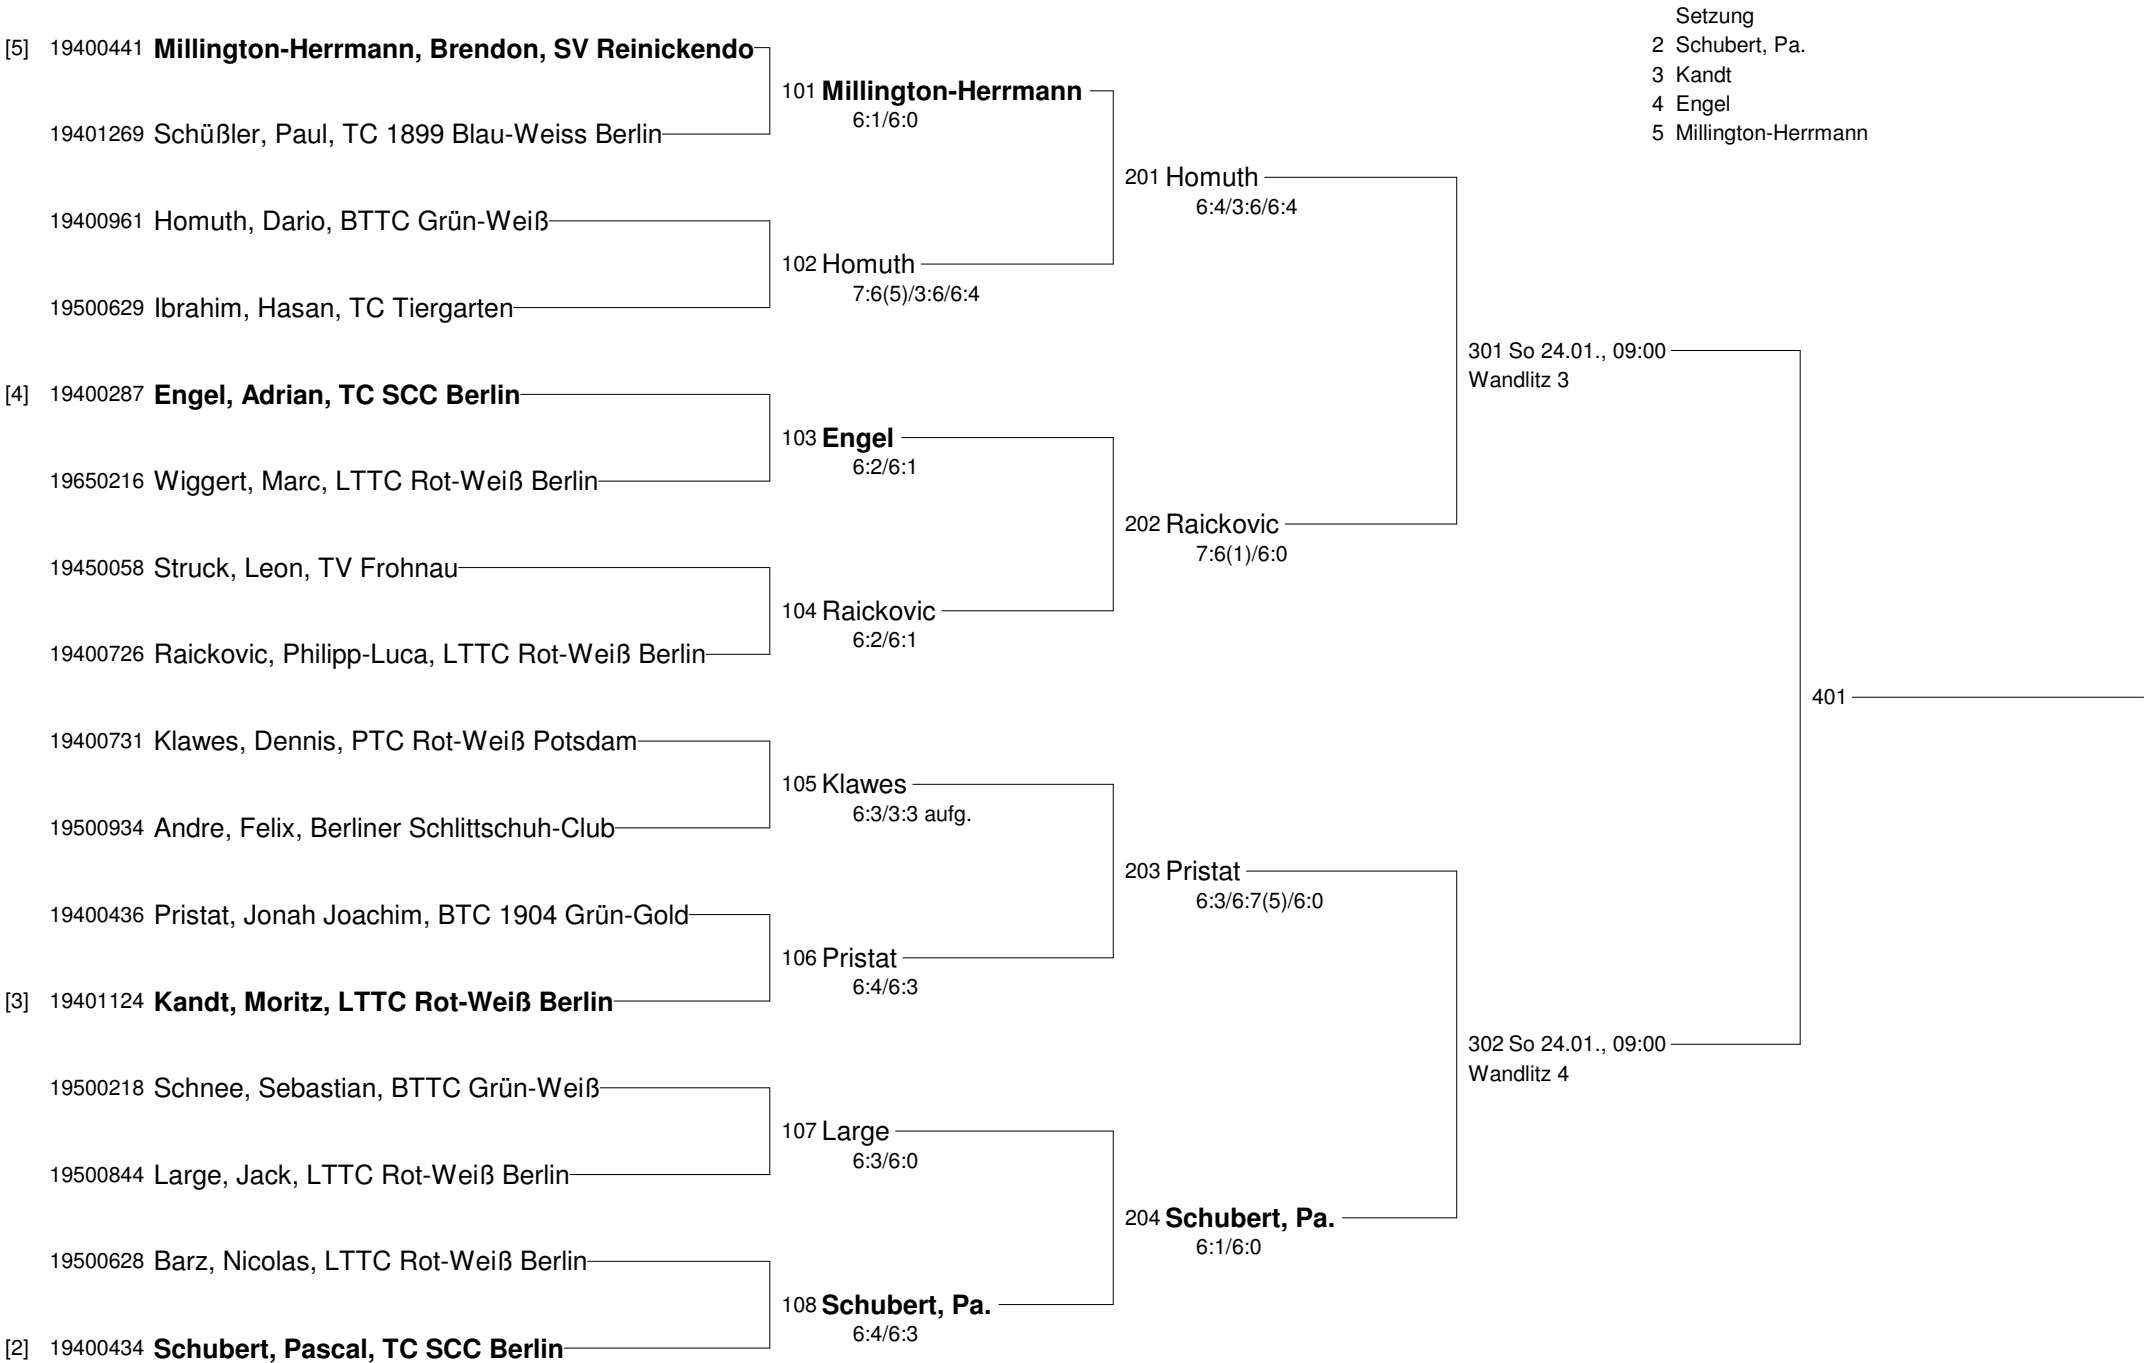 Setzung
2 Schubert, Pa.
3 Kandt
4 Engel
5 Millington-Herrmann
[5] 19400441 Millington-Herrmann, Brendon, SV Reinickendo
19401269 Schüßler, Paul, TC 1899 Blau-Weiss Berlin
19400961 Homuth, Dario, BTTC Grün-Weiß
19500629 Ibrahim, Hasan, TC Tiergarten
[4] 19400287 Engel, Adrian, TC SCC Berlin
19650216 Wiggert, Marc, LTTC Rot-Weiß Berlin
19450058 Struck, Leon, TV Frohnau
19400726 Raickovic, Philipp-Luca, LTTC Rot-Weiß Berlin
19400731 Klawes, Dennis, PTC Rot-Weiß Potsdam
19500934 Andre, Felix, Berliner Schlittschuh-Club
19400436 Pristat, Jonah Joachim, BTC 1904 Grün-Gold
[3] 19401124 Kandt, Moritz, LTTC Rot-Weiß Berlin
19500218 Schnee, Sebastian, BTTC Grün-Weiß
19500844 Large, Jack, LTTC Rot-Weiß Berlin
19500628 Barz, Nicolas, LTTC Rot-Weiß Berlin
[2] 19400434 Schubert, Pascal, TC SCC Berlin
101 Millington-Herrmann
6:1/6:0
102 Homuth
7:6(5)/3:6/6:4
103 Engel
6:2/6:1
104 Raickovic
6:2/6:1
105 Klawes
6:3/3:3 aufg.
106 Pristat
6:4/6:3
107 Large
6:3/6:0
108 Schubert, Pa.
6:4/6:3
201 Homuth
6:4/3:6/6:4
202 Raickovic
7:6(1)/6:0
203 Pristat
6:3/6:7(5)/6:0
204 Schubert, Pa.
6:1/6:0
301 So 24.01., 09:00
Wandlitz 3
302 So 24.01., 09:00
Wandlitz 4
401